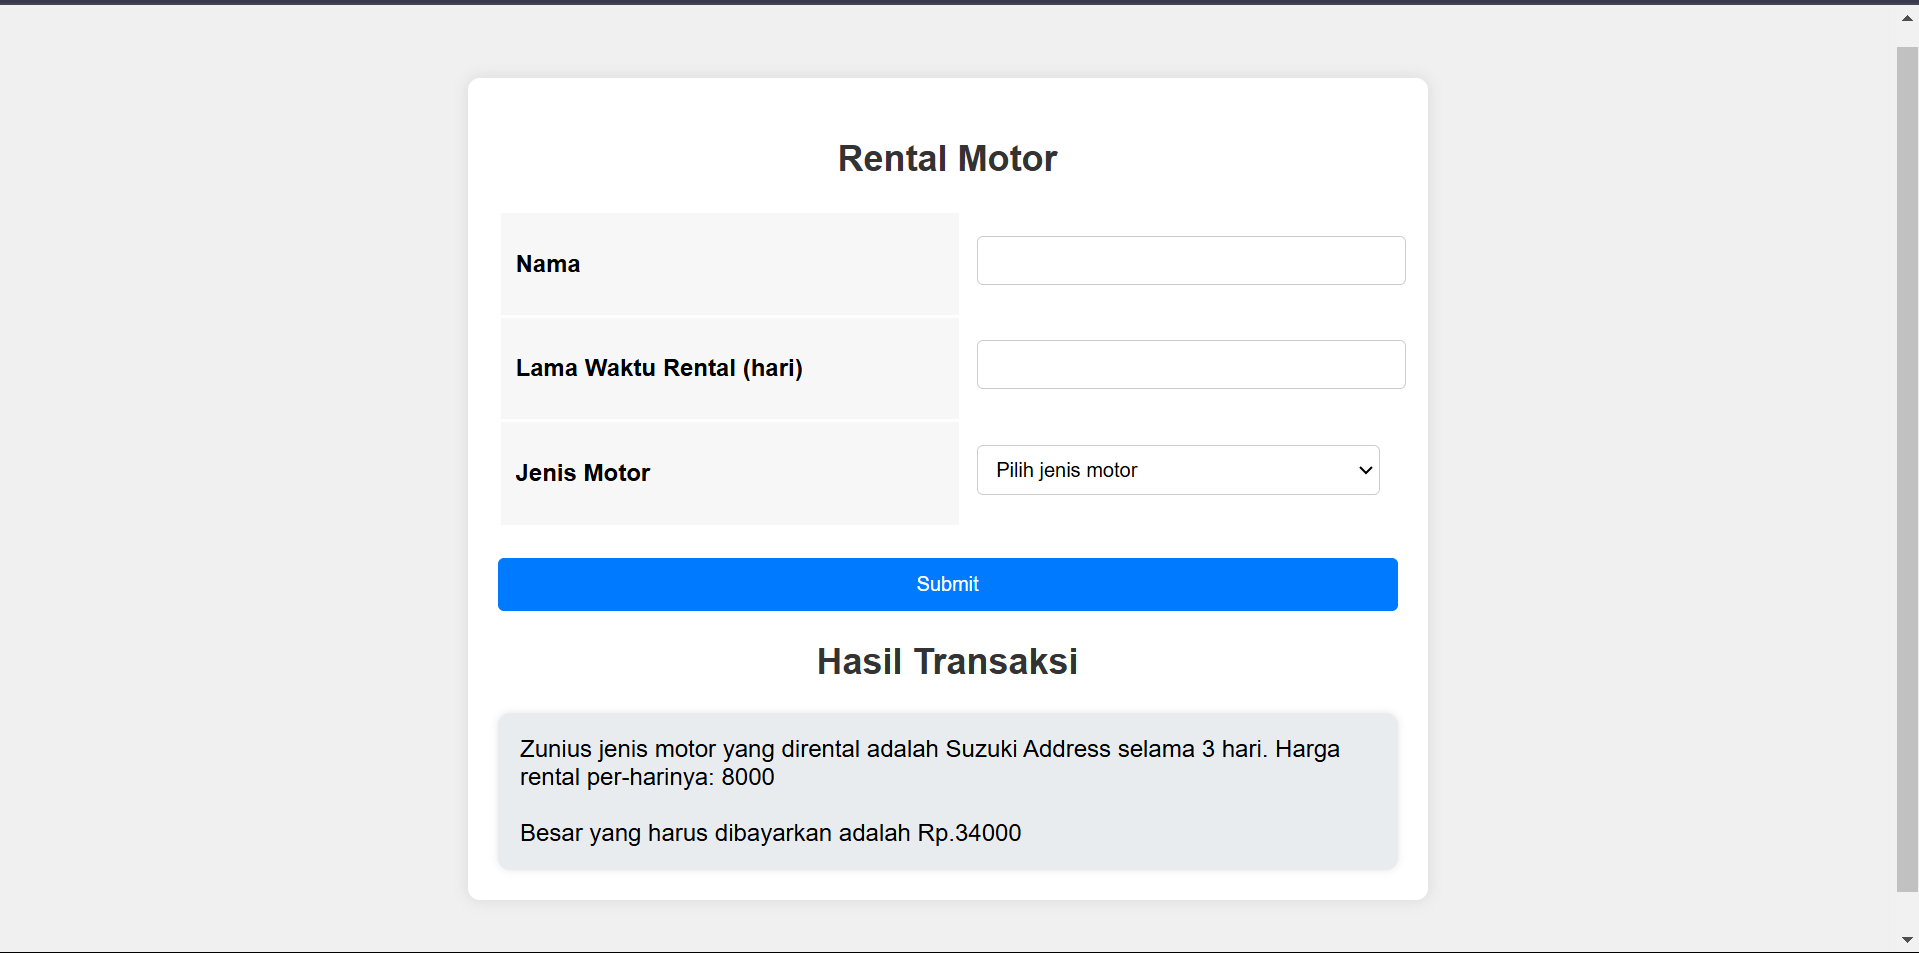 Rental Motor
Nama
Lama Waktu Rental (hari)
Jenis Motor
Pilih jenis motor
Submit
Hasil Transaksi
Zunius jenis motor yang dirental adalah Suzuki Address selama 3 hari. Harga
rental per-harinya: 8000
Besar yang harus dibayarkan adalah Rp.34000